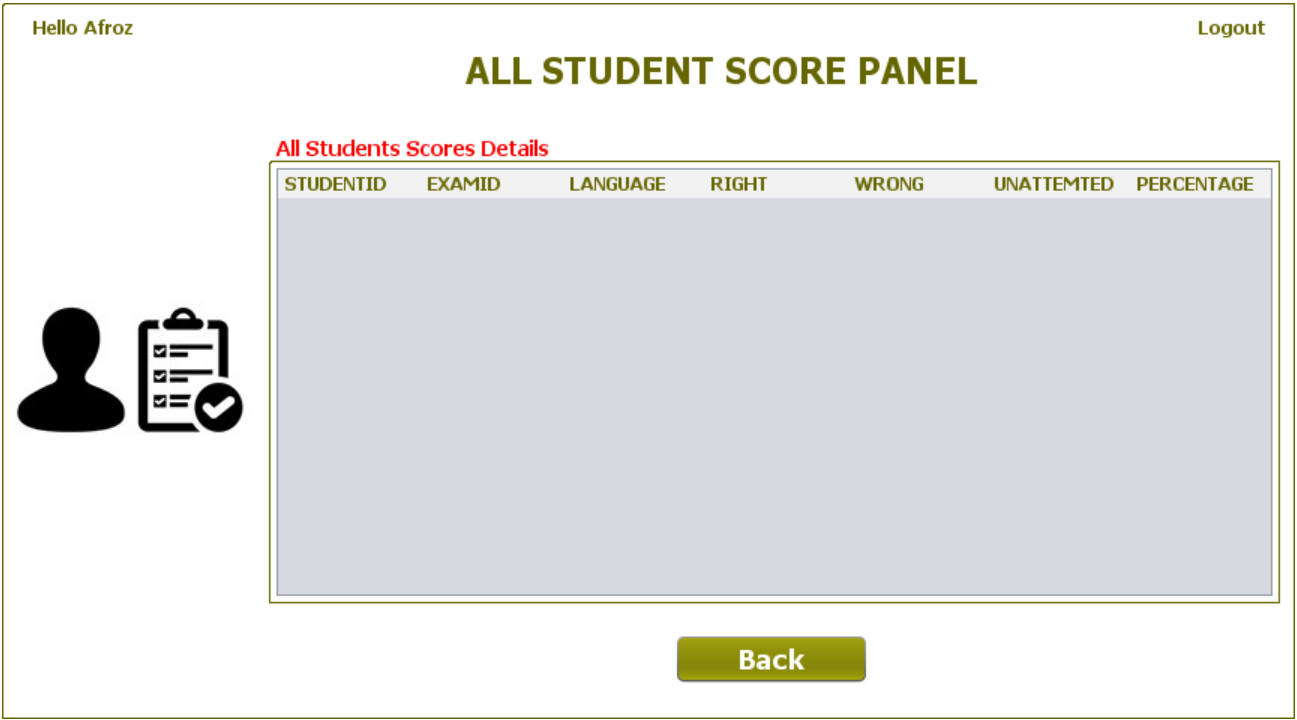 Hello Afroz
Logout
ALL STUDENT SCORE PANEL
All Students Scores Details
STUDENTID EXAMID LANGUAGE RIGHT WRONG UNATTEMTED PERCENTAGE
Back